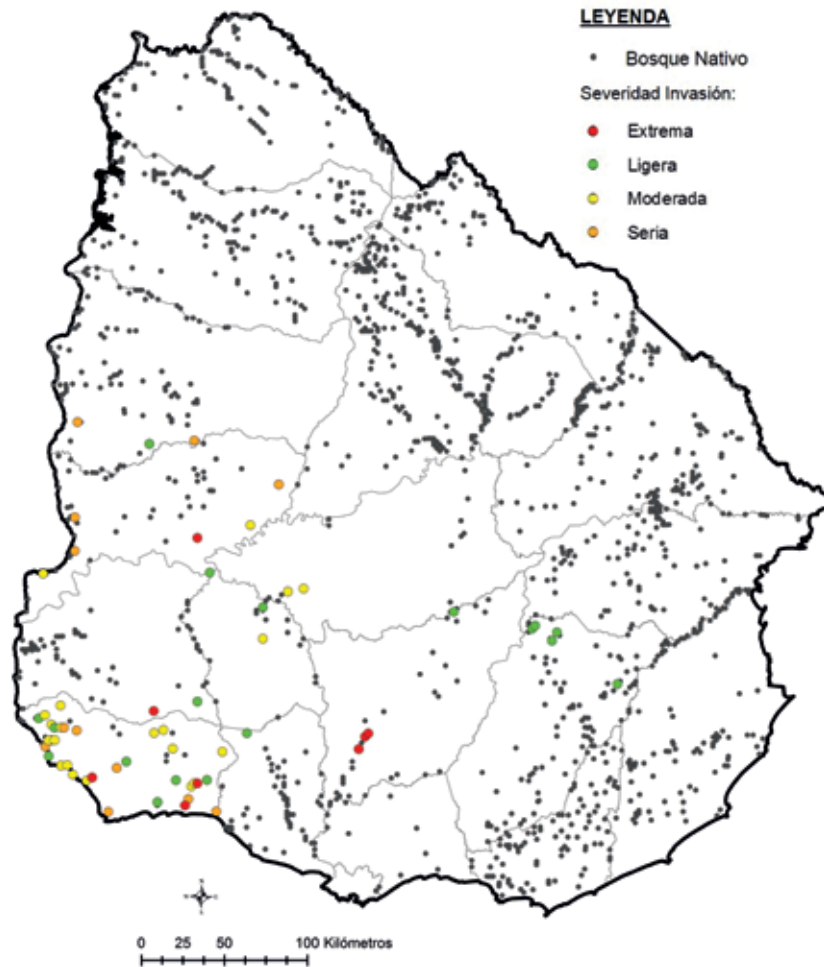 LEYENDA
Bosque Nativo
Severidad Invasión:
Extrema
Ligera
Moderada
Seria
0 25 50 100 Kilómetros